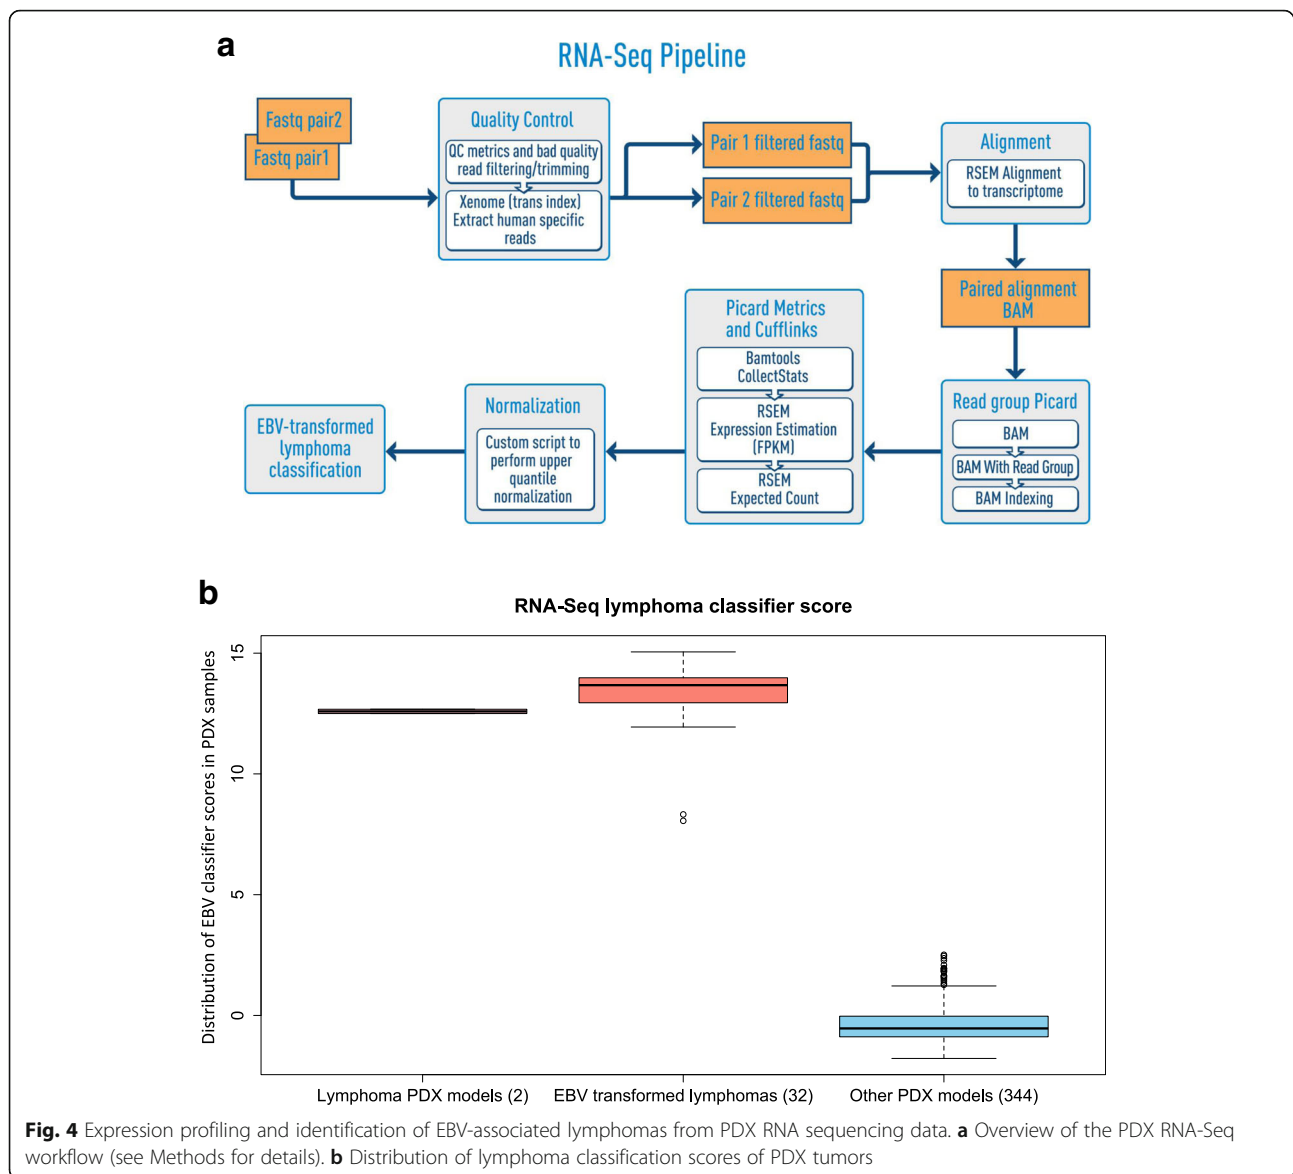 a
RNA-Seq Pipeline
Fastq pair2
Fastq pair1
Quality Control
QC metrics and bad quality
read filtering/trimming
Xenome (trans index)
Extract human specific
reads
Pair 1 filtered fastq
Pair 2 filtered fastq
Alignment
RSEM Alignment
to transcriptome
Paired alignment
BAM
Read group Picard
BAM
BAM With Read Group
BAM Indexing
Picard Metrics
and Cufflinks
Bamtools
CollectStats
RSEM
Expression Estimation
(FPKM)
RSEM
Expected Count
Normalization
Custom script to
perform upper
quantile
normalization
EBV-transformed
lymphoma
classification
b
RNA-Seq lymphoma classifier score
Distribution of EBV classifier scores in PDX samples
15
10
5
0
Lymphoma PDX models (2)
EBV transformed lymphomas (32)
Other PDX models (344)
Fig. 4 Expression profiling and identification of EBV-associated lymphomas from PDX RNA sequencing data. a Overview of the PDX RNA-Seq
workflow (see Methods for details). b Distribution of lymphoma classification scores of PDX tumors